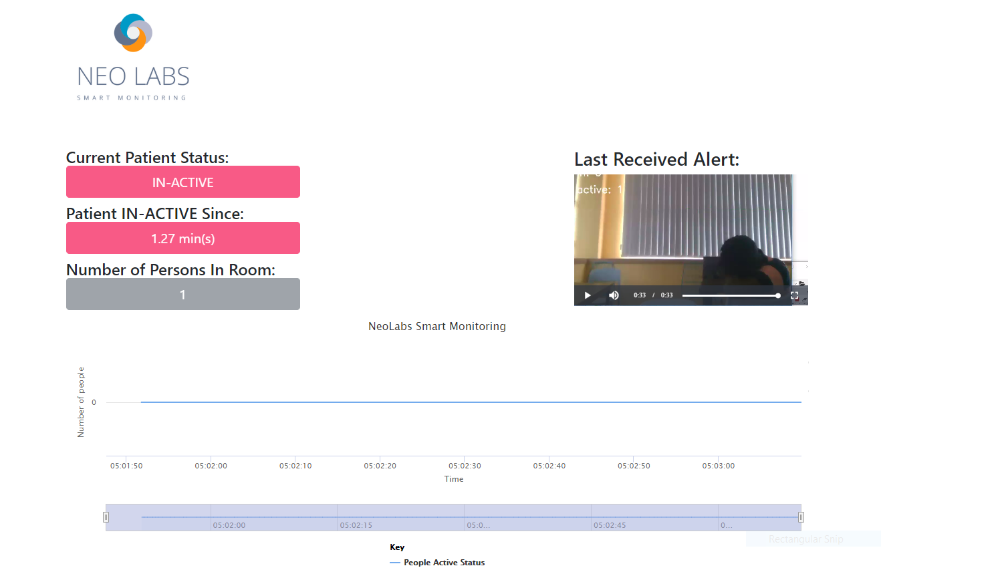 NEO LABS
SMART MONITORING
Current Patient Status:
IN-ACTIVE
Patient IN-ACTIVE Since:
1.27 min(s)
Number of Persons In Room:
1
Last Received Alert:
active: 1
0:33 / 0:33
NeoLabs Smart Monitoring
Number of people
0
05:01:50 05:02:00 05:02:10 05:02:20 05:02:30 05:02:40 05:02:50 05:03:00
Time
05:02:00 05:02:15 05:0... 05:02:45 0...
Rectangular Snip
Key
People Active Status